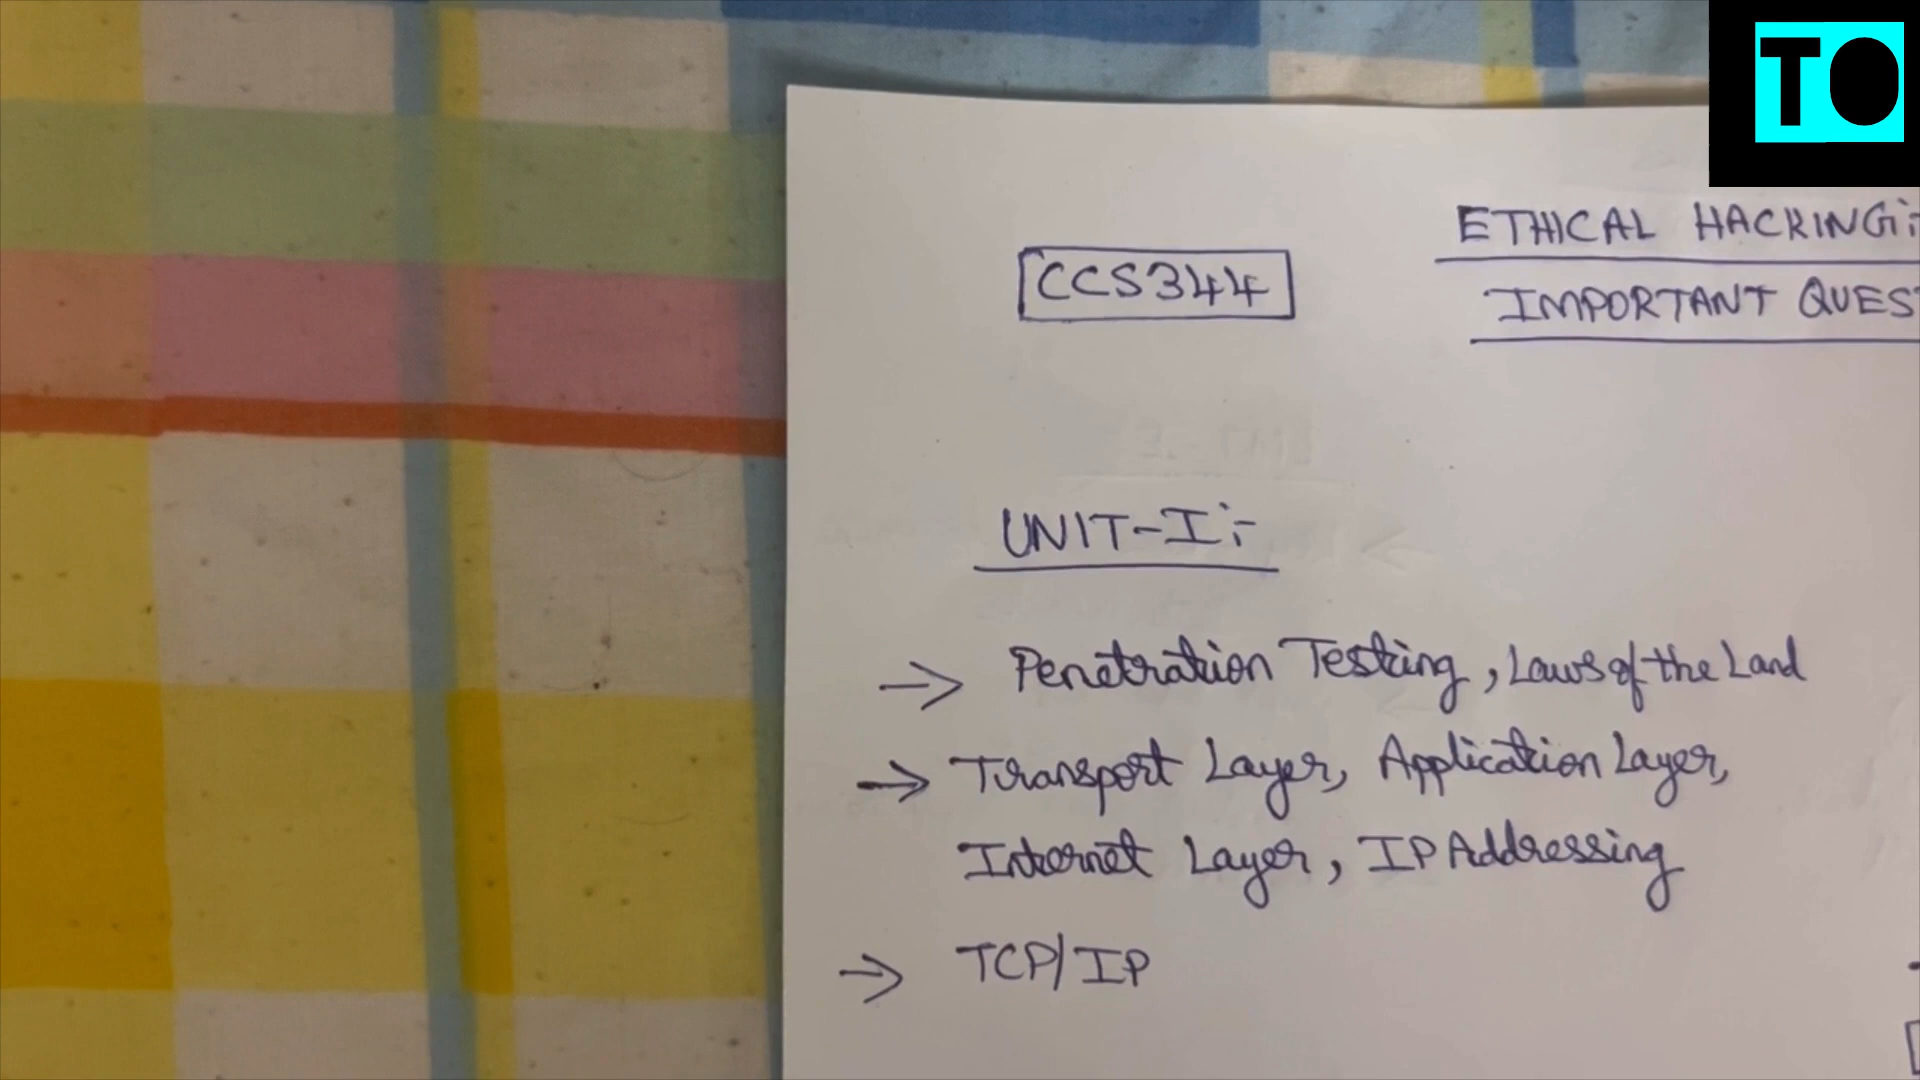 TO
CCS344
ETHICAL HACKING:-
IMPORTANT QUES
UNIT-I:-
→ Penetration Testing, Laws of the Land
→ Transport Layer, Application Layer,
Internet Layer, IP Addressing
→ TCP/IP